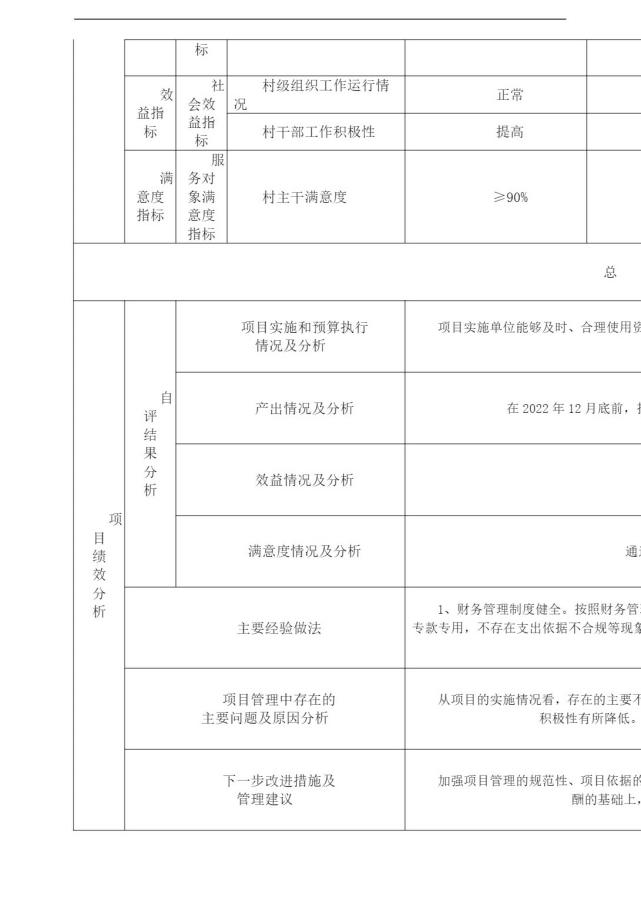 标
效益指标
社会效益指标
村级组织工作运行情况
正常
村干部工作积极性
提高
满意度指标
服务对象满意度指标
村主干满意度
≥90%
总
项目绩效分析
自评结果分析
项目实施和预算执行
情况及分析
项目实施单位能够及时、合理使用资
产出情况及分析
在 2022 年 12 月底前，按
效益情况及分析
满意度情况及分析
通过
主要经验做法
1、财务管理制度健全。按照财务管理
专款专用，不存在支出依据不合规等现象
项目管理中存在的
主要问题及原因分析
从项目的实施情况看，存在的主要不
积极性有所降低。
下一步改进措施及
管理建议
加强项目管理的规范性、项目依据的
酬的基础上，